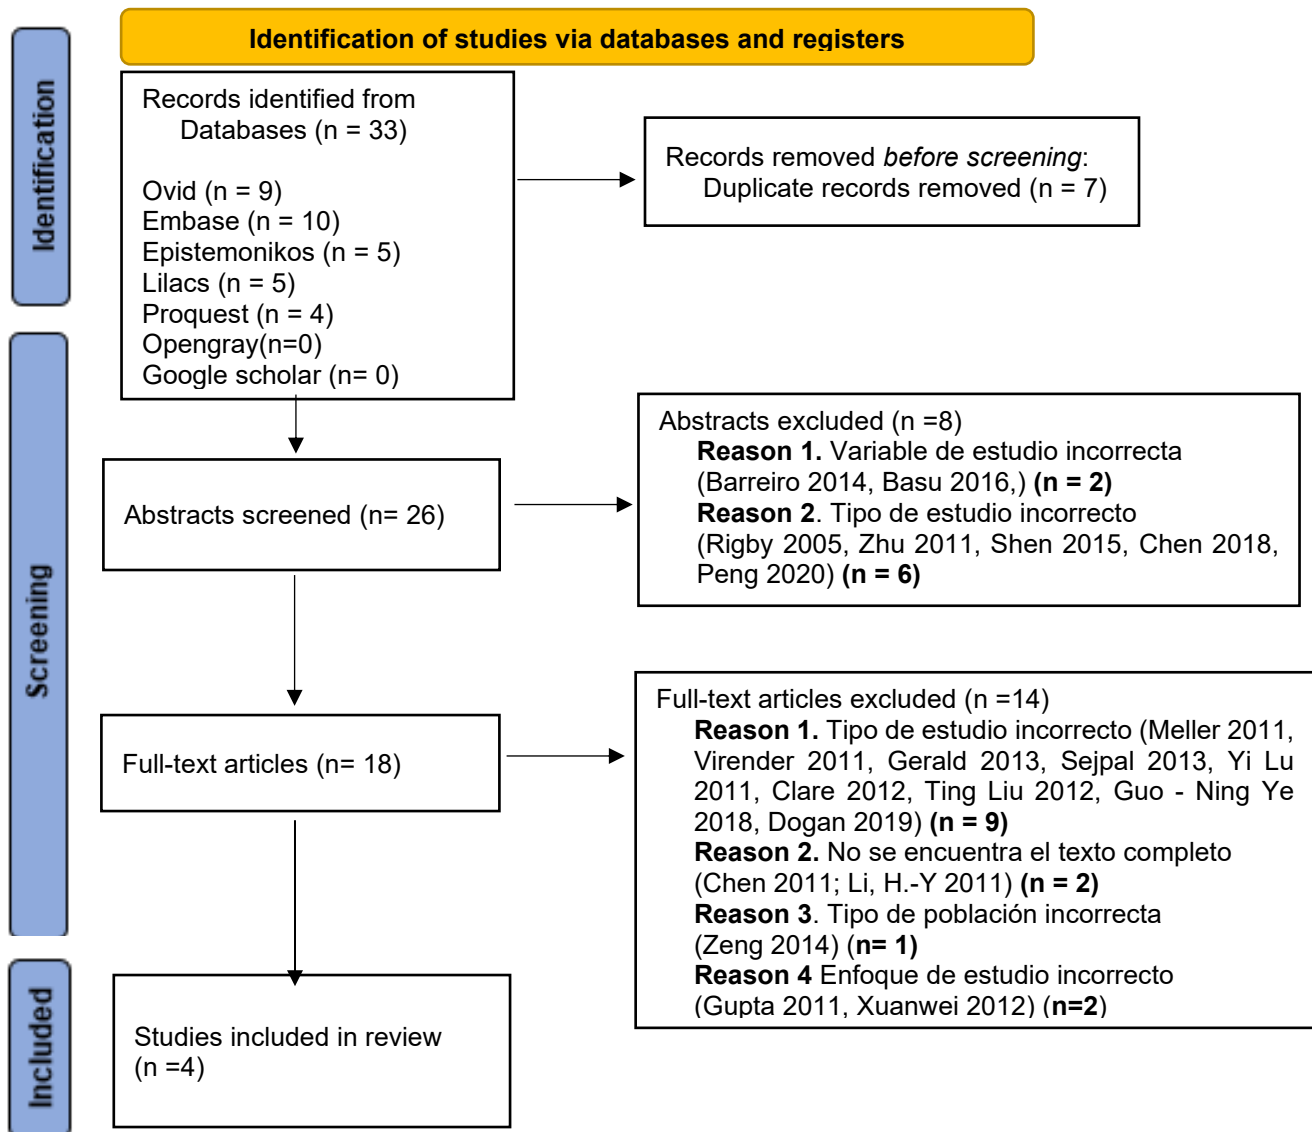 Identification of studies via databases and registers
Identification
Records identified from
Databases (n = 33)
Ovid (n = 9)
Embase (n = 10)
Epistemonikos (n = 5)
Lilacs (n = 5)
Proquest (n = 4)
Opengray(n=0)
Google scholar (n= 0)
Records removed before screening:
Duplicate records removed (n = 7)
Screening
Abstracts screened (n= 26)
Abstracts excluded (n =8)
Reason 1. Variable de estudio incorrecta
(Barreiro 2014, Basu 2016,) (n = 2)
Reason 2. Tipo de estudio incorrecto
(Rigby 2005, Zhu 2011, Shen 2015, Chen 2018,
Peng 2020) (n = 6)
Full-text articles (n= 18)
Full-text articles excluded (n =14)
Reason 1. Tipo de estudio incorrecto (Meller 2011,
Virender 2011, Gerald 2013, Sejpal 2013, Yi Lu
2011, Clare 2012, Ting Liu 2012, Guo - Ning Ye
2018, Dogan 2019) (n = 9)
Reason 2. No se encuentra el texto completo
(Chen 2011; Li, H.-Y 2011) (n = 2)
Reason 3. Tipo de población incorrecta
(Zeng 2014) (n= 1)
Reason 4 Enfoque de estudio incorrecto
(Gupta 2011, Xuanwei 2012) (n=2)
Included
Studies included in review
(n =4)